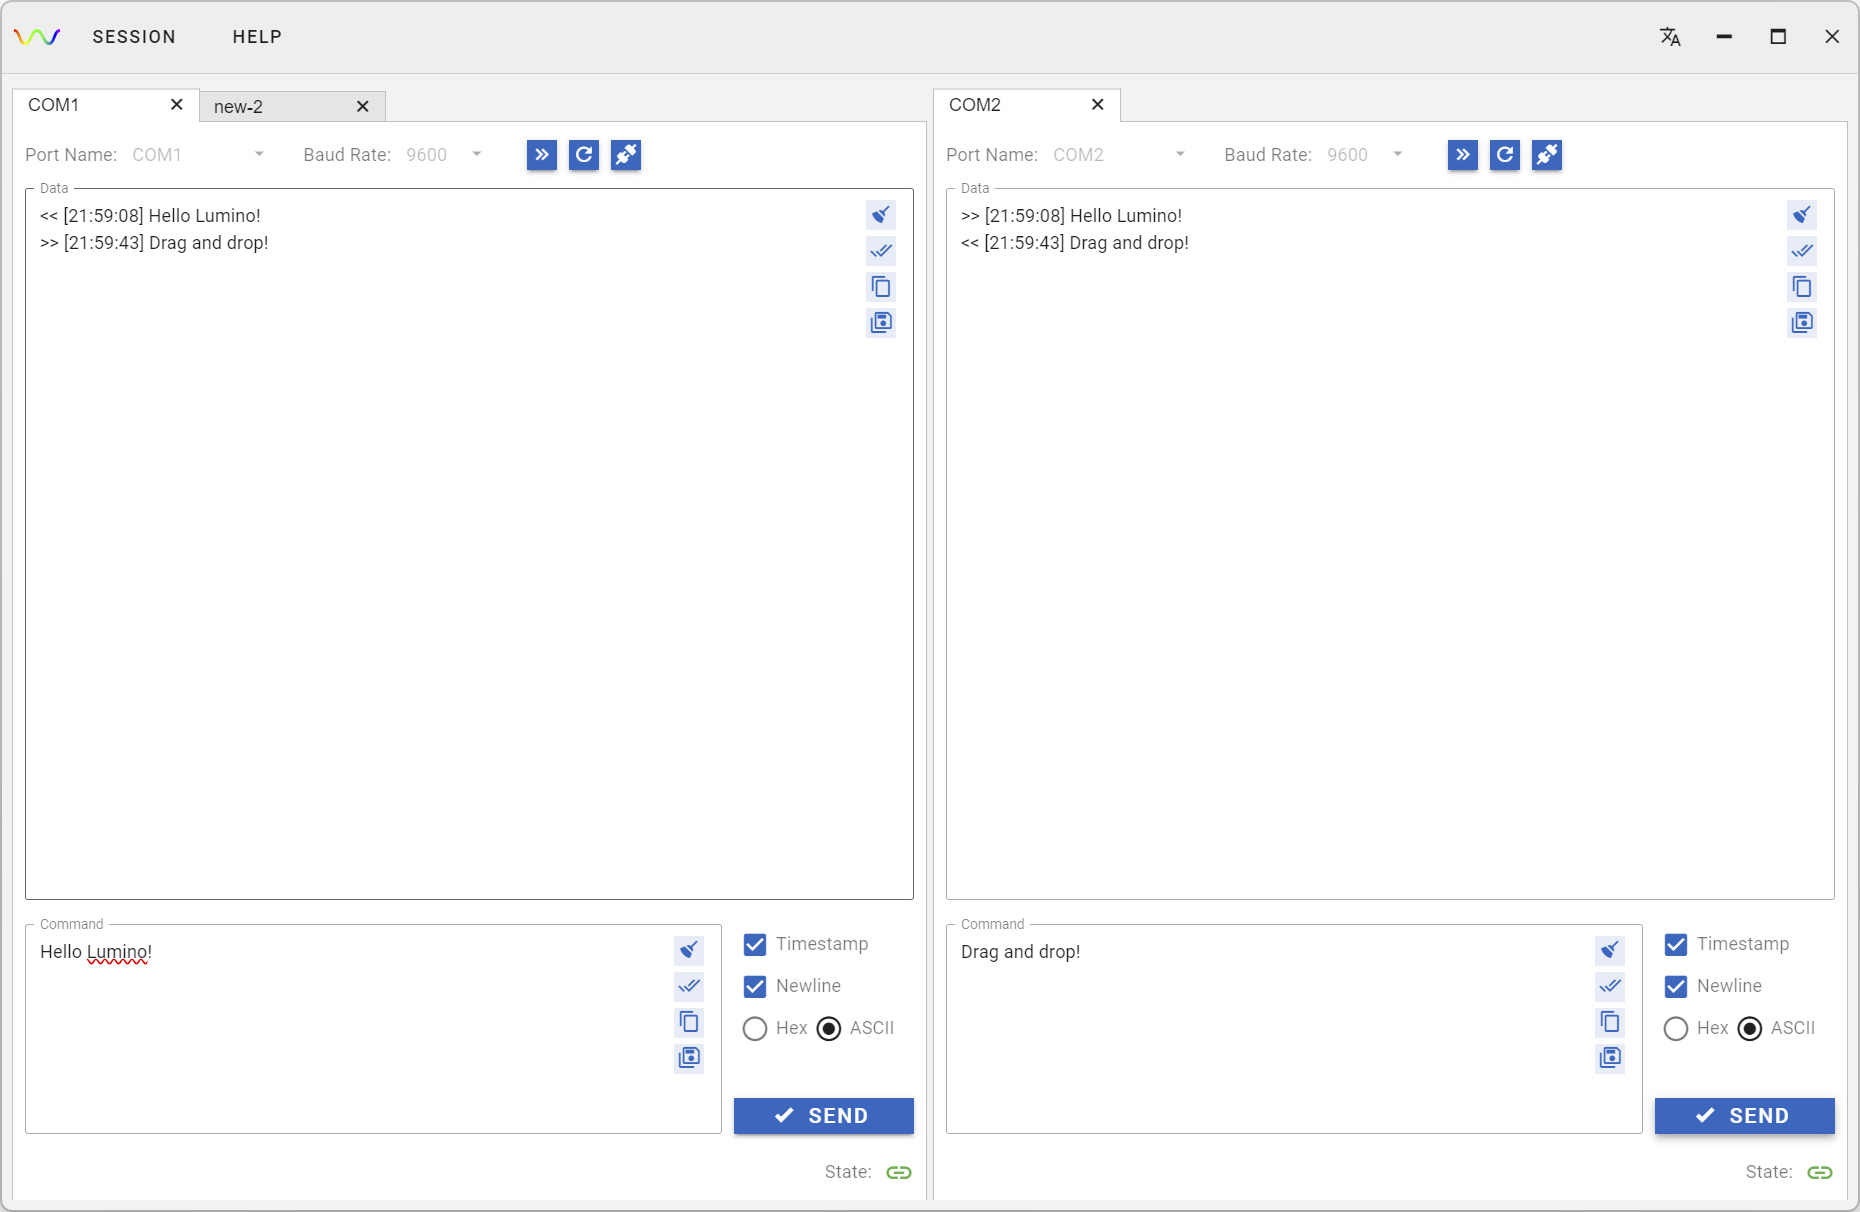 SESSION HELP
COM1 new-2
Port Name: COM1 Baud Rate: 9600
Data
<< [21:59:08] Hello Lumino!
>> [21:59:43] Drag and drop!
Command
Hello Lumino!
Timestamp
Newline
Hex ASCII
SEND
State:
COM2
Port Name: COM2 Baud Rate: 9600
Data
>> [21:59:08] Hello Lumino!
<< [21:59:43] Drag and drop!
Command
Drag and drop!
Timestamp
Newline
Hex ASCII
SEND
State: